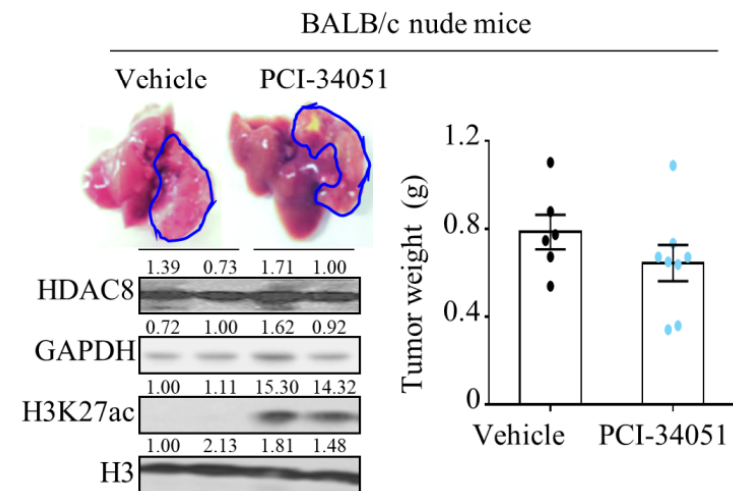 BALB/c nude mice
Vehicle PCI-34051
1.39 0.73 1.71 1.00
HDAC8
0.72 1.00 1.62 0.92
GAPDH
1.00 1.11 15.30 14.32
H3K27ac
1.00 2.13 1.81 1.48
H3
Tumor weight (g)
1.2
0.8
0.4
0
Vehicle PCI-34051